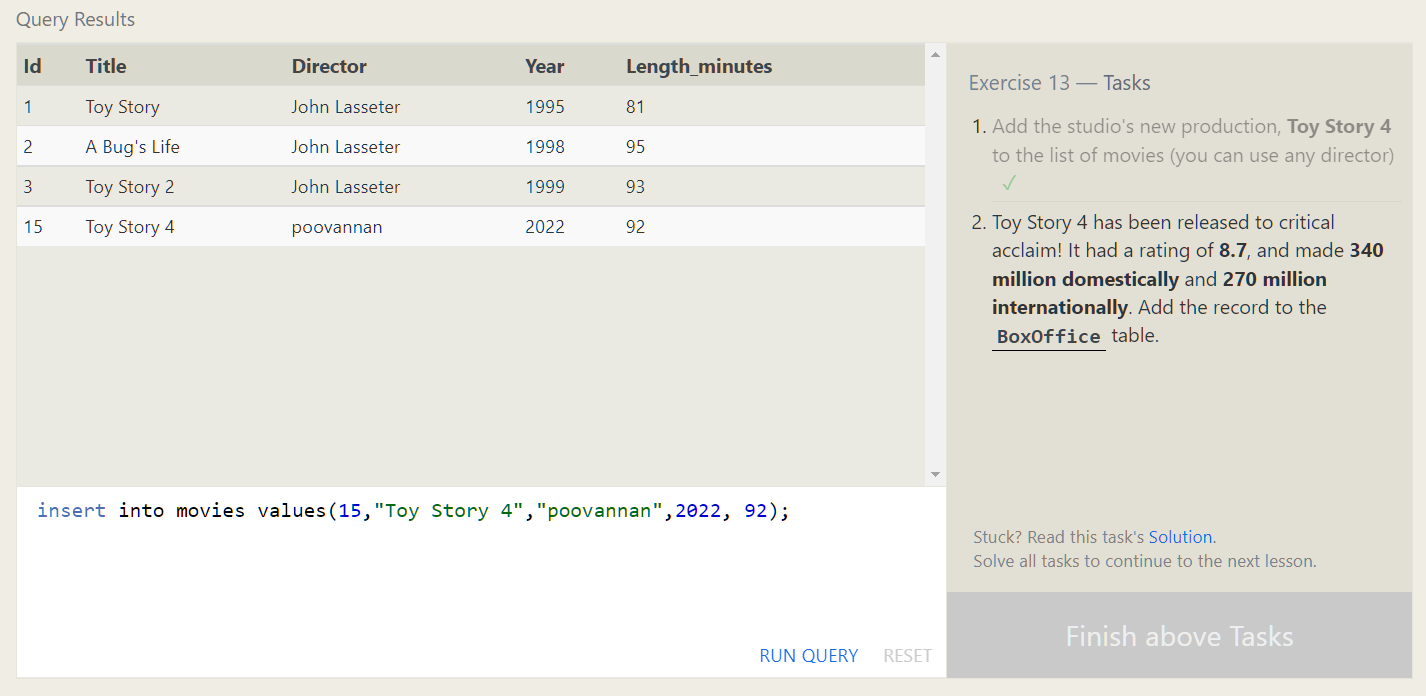 Query Results
Id Title Director Year Length_minutes
1 Toy Story John Lasseter 1995 81
2 A Bug's Life John Lasseter 1998 95
3 Toy Story 2 John Lasseter 1999 93
15 Toy Story 4 poovannan 2022 92
insert into movies values(15,"Toy Story 4","poovannan",2022, 92);
RUN QUERY RESET
Exercise 13 — Tasks
1. Add the studio's new production, Toy Story 4
to the list of movies (you can use any director)
✓
2. Toy Story 4 has been released to critical
acclaim! It had a rating of 8.7, and made 340
million domestically and 270 million
internationally. Add the record to the
BoxOffice table.
Stuck? Read this task's Solution.
Solve all tasks to continue to the next lesson.
Finish above Tasks